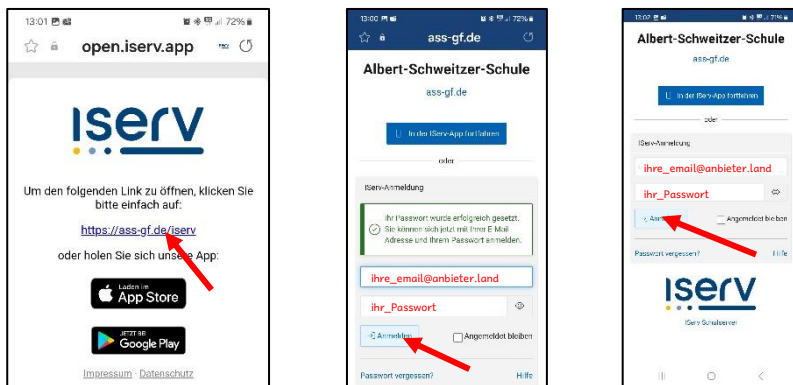 13:01 72%
open.iserv.app
Iserv
Um den folgenden Link zu öffnen, klicken Sie
bitte einfach auf:
https://ass-gf.de/iserv
oder holen Sie sich unsere App:
Laden im
App Store
JETZT BEI
Google Play
Impressum · Datenschutz
13:00 72%
ass-gf.de
Albert-Schweitzer-Schule
ass-gf.de
In der IServ-App fortfahren
oder
IServ-Anmeldung
Ihr Passwort wurde erfolgreich gesetzt.
Sie können sich jetzt mit Ihrer E-Mail
Adresse und Ihrem Passwort anmelden.
ihre_email@anbieter.land
ihr_Passwort
Anmelden Angemeldet bleiben
Passwort vergessen? Hilfe
13:02 71%
Albert-Schweitzer-Schule
ass-gf.de
In der IServ-App fortfahren
oder
IServ-Anmeldung
ihre_email@anbieter.land
ihr_Passwort
Angemeldet bleiben
Passwort vergessen? Hilfe
Iserv
IServ Schulserver